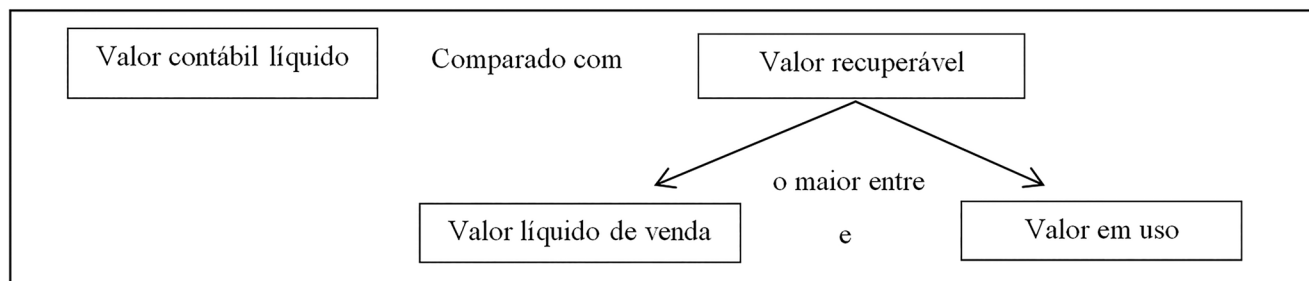 Valor contábil líquido
Comparado com
Valor recuperável
o maior entre
Valor líquido de venda
e
Valor em uso